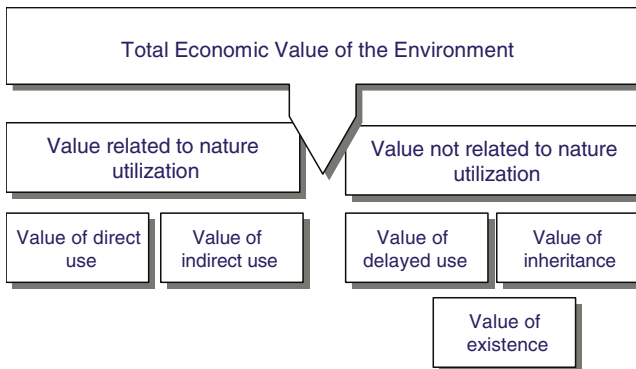 Total Economic Value of the Environment
Value related to nature
utilization
Value not related to nature
utilization
Value of direct
use
Value of
indirect use
Value of
delayed use
Value of
inheritance
Value of
existence